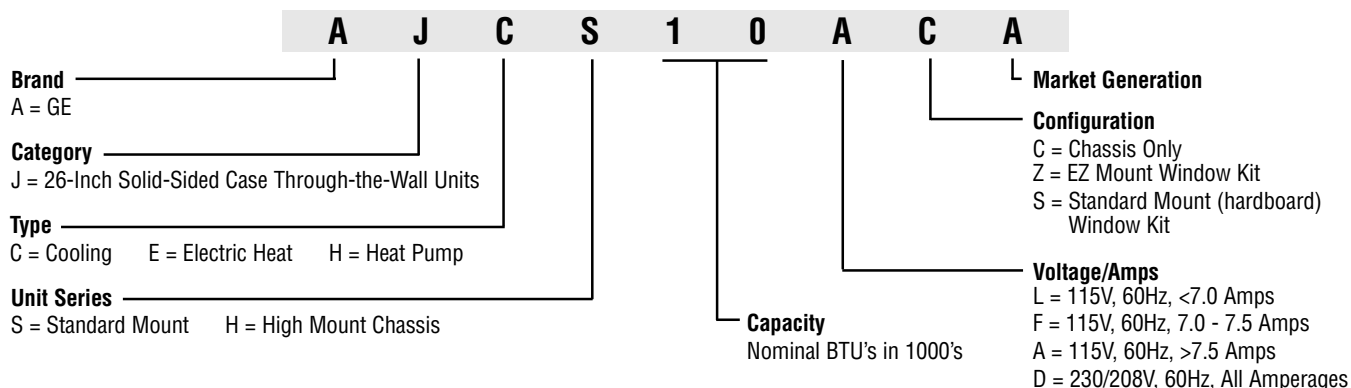 A J C S 1 0 A C A
Brand
A = GE
Category
J = 26-Inch Solid-Sided Case Through-the-Wall Units
Type
C = Cooling E = Electric Heat H = Heat Pump
Unit Series
S = Standard Mount H = High Mount Chassis
Capacity
Nominal BTU's in 1000's
Market Generation
Configuration
C = Chassis Only
Z = EZ Mount Window Kit
S = Standard Mount (hardboard)
Window Kit
Voltage/Amps
L = 115V, 60Hz, <7.0 Amps
F = 115V, 60Hz, 7.0 - 7.5 Amps
A = 115V, 60Hz, >7.5 Amps
D = 230/208V, 60Hz, All Amperages